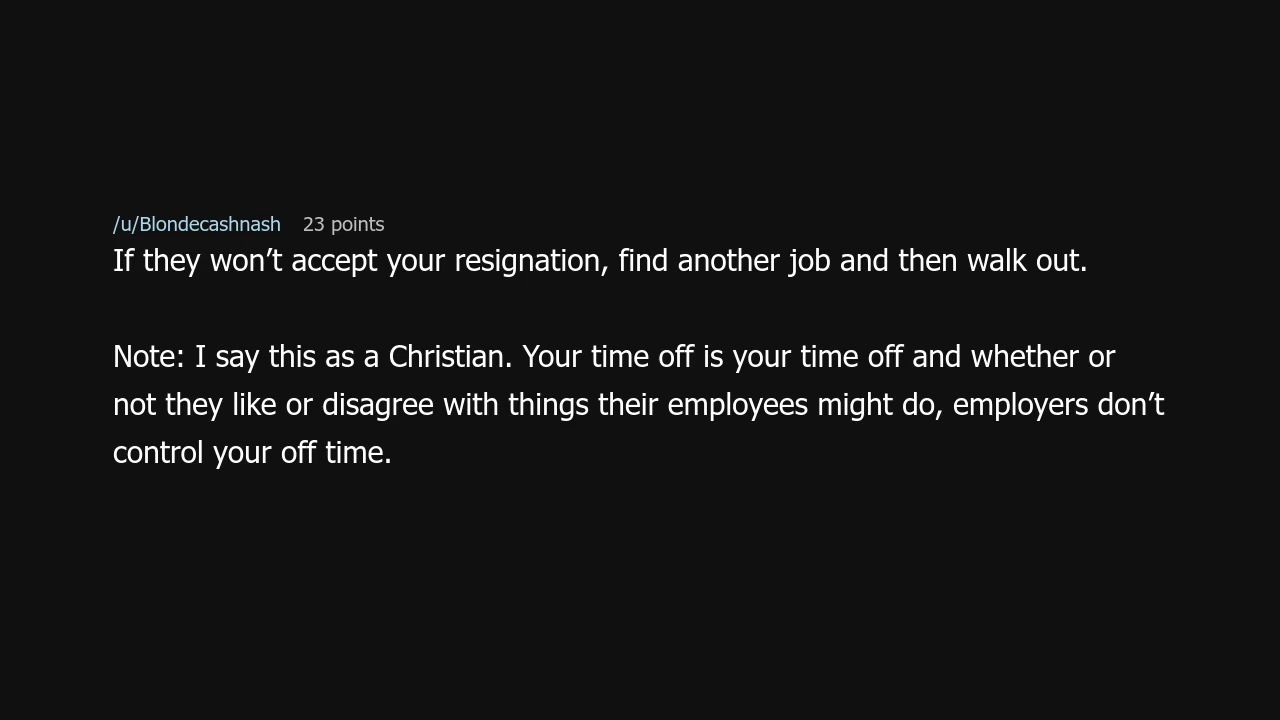 /u/Blondecashnash 23 points
If they won’t accept your resignation, find another job and then walk out.
Note: I say this as a Christian. Your time off is your time off and whether or
not they like or disagree with things their employees might do, employers don’t
control your off time.